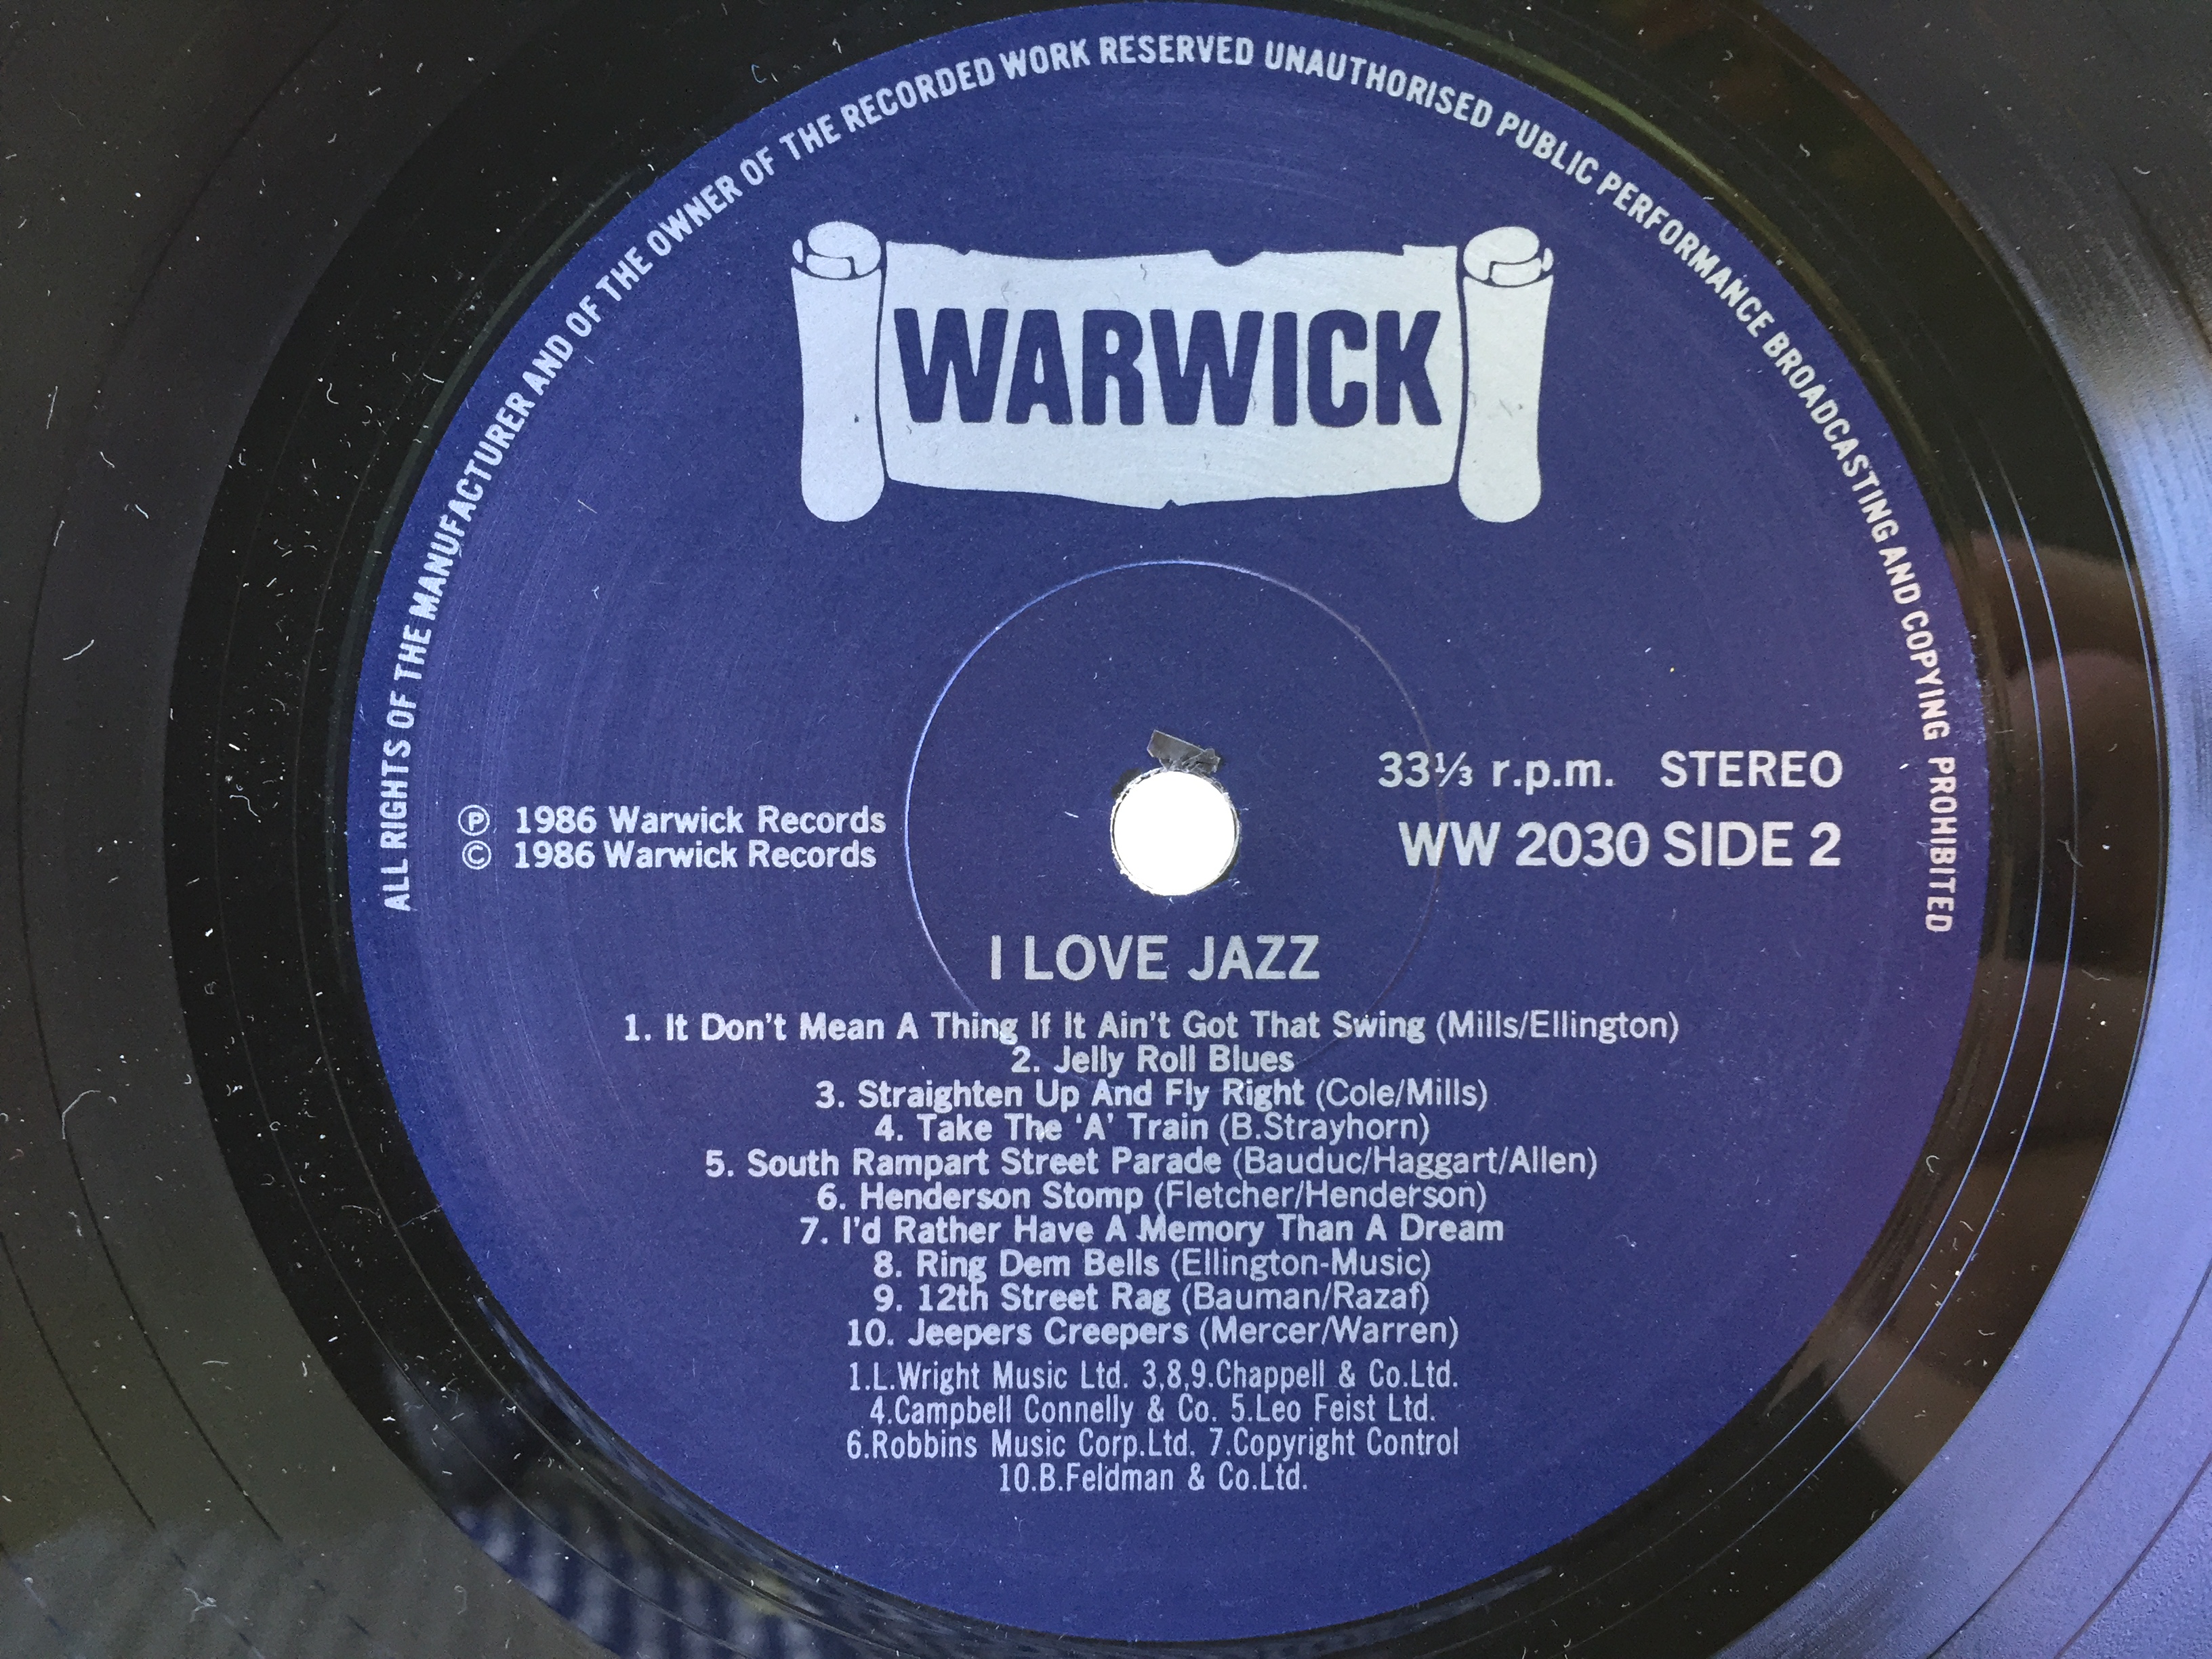 ALL RIGHTS OF THE MANUFACTURER AND OF THE OWNER OF THE RECORDED WORK RESERVED UNAUTHORISED PUBLIC PERFORMANCE BROADCASTING AND COPYING PROHIBITED
WARWICK
33⅓ r.p.m. STEREO
Ⓟ 1986 Warwick Records
© 1986 Warwick Records
WW 2030 SIDE 2
I LOVE JAZZ
1. It Don't Mean A Thing If It Ain't Got That Swing (Mills/Ellington)
2. Jelly Roll Blues
3. Straighten Up And Fly Right (Cole/Mills)
4. Take The 'A' Train (B.Strayhorn)
5. South Rampart Street Parade (Bauduc/Haggart/Allen)
6. Henderson Stomp (Fletcher/Henderson)
7. I'd Rather Have A Memory Than A Dream
8. Ring Dem Bells (Ellington-Music)
9. 12th Street Rag (Bauman/Razaf)
10. Jeepers Creepers (Mercer/Warren)
1.L.Wright Music Ltd. 3,8,9.Chappell & Co.Ltd.
4.Campbell Connelly & Co. 5.Leo Feist Ltd.
6.Robbins Music Corp.Ltd. 7.Copyright Control
10.B.Feldman & Co.Ltd.